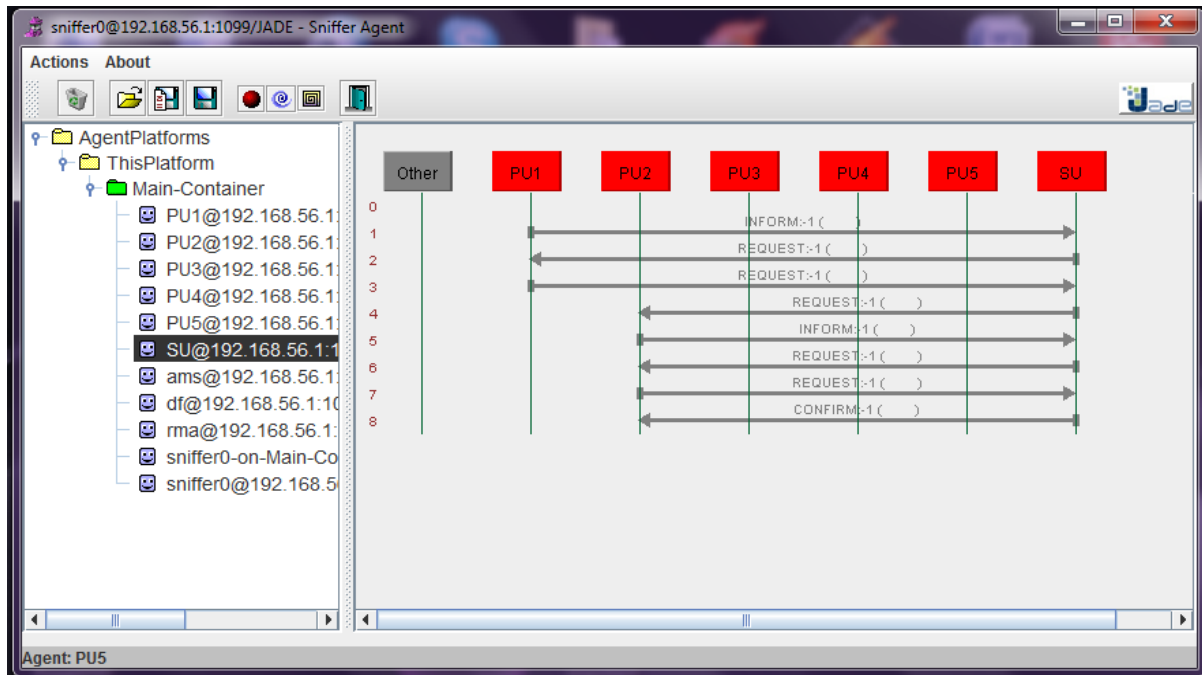 sniffer0@192.168.56.1:1099/JADE - Sniffer Agent
Actions About
Jade
AgentPlatforms
ThisPlatform
Main-Container
PU1@192.168.56.1:
PU2@192.168.56.1:
PU3@192.168.56.1:
PU4@192.168.56.1:
PU5@192.168.56.1:
SU@192.168.56.1:1
ams@192.168.56.1:
df@192.168.56.1:10
rma@192.168.56.1:
sniffer0-on-Main-Co
sniffer0@192.168.5
Other PU1 PU2 PU3 PU4 PU5 SU
0
INFORM:-1 ( )
1
REQUEST:-1 ( )
2
REQUEST:-1 ( )
3
REQUEST:-1 ( )
4
INFORM:-1 ( )
5
REQUEST:-1 ( )
6
REQUEST:-1 ( )
7
CONFIRM:-1 ( )
8
Agent: PU5